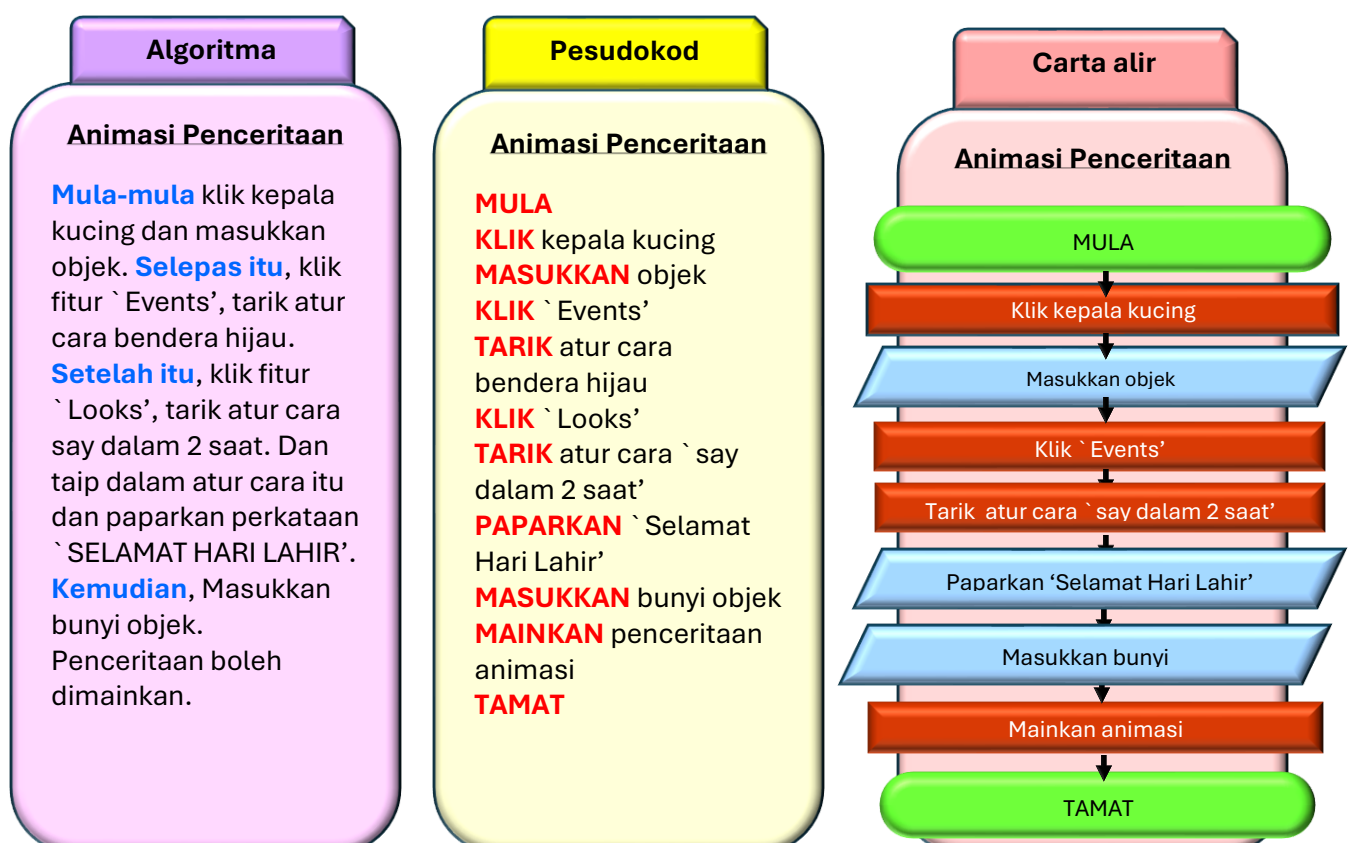 Algoritma
Animasi Penceritaan
Mula-mula klik kepala
kucing dan masukkan
objek. Selepas itu, klik
fitur `Events’, tarik atur
cara bendera hijau.
Setelah itu, klik fitur
`Looks’, tarik atur cara
say dalam 2 saat. Dan
taip dalam atur cara itu
dan paparkan perkataan
`SELAMAT HARI LAHIR’.
Kemudian, Masukkan
bunyi objek.
Penceritaan boleh
dimainkan.
Pesudokod
Animasi Penceritaan
MULA
KLIK kepala kucing
MASUKKAN objek
KLIK `Events’
TARIK atur cara
bendera hijau
KLIK `Looks’
TARIK atur cara `say
dalam 2 saat’
PAPARKAN `Selamat
Hari Lahir’
MASUKKAN bunyi objek
MAINKAN penceritaan
animasi
TAMAT
Carta alir
Animasi Penceritaan
MULA
Klik kepala kucing
Masukkan objek
Klik `Events’
Tarik atur cara `say dalam 2 saat’
Paparkan ‘Selamat Hari Lahir’
Masukkan bunyi
Mainkan animasi
TAMAT